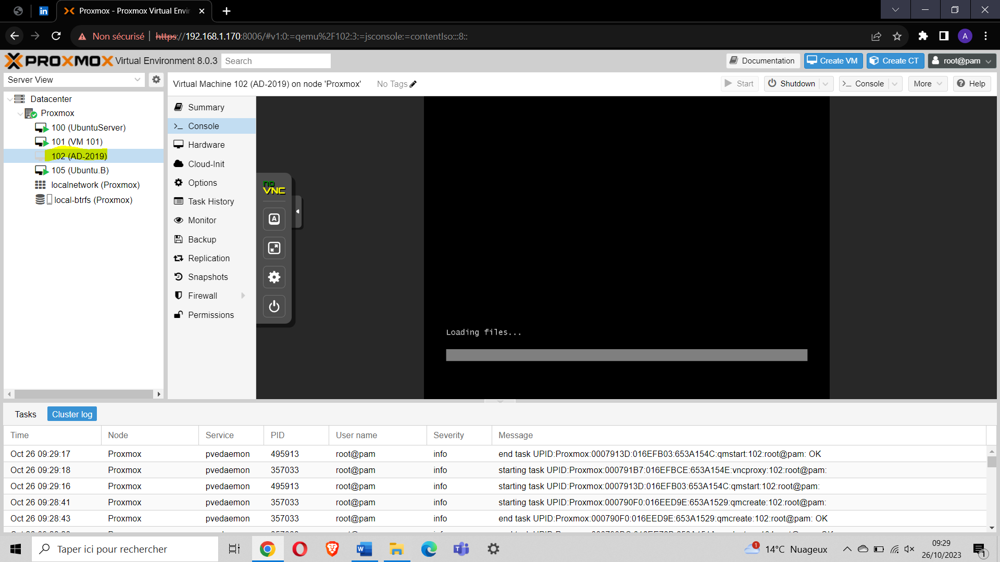 Proxmox - Proxmox Virtual Envir
Non sécurisé https://192.168.1.170:8006/#v1:0:=qemu%2F102:3:=jsconsole:=contentIso:::8::
A
PROXMOX Virtual Environment 8.0.3 Search Documentation Create VM Create CT root@pam
Server View
Virtual Machine 102 (AD-2019) on node 'Proxmox' No Tags Start Shutdown Console More Help
Datacenter
Proxmox
100 (UbuntuServer)
101 (VM 101)
102 (AD-2019)
105 (Ubuntu.B)
localnetwork (Proxmox)
local-btrfs (Proxmox)
Summary
Console
Hardware
Cloud-Init
Options
Task History
Monitor
Backup
Replication
Snapshots
Firewall
Permissions
no
VNC
A
Loading files...
Tasks Cluster log
Time Node Service PID User name Severity Message
Oct 26 09:29:17 Proxmox pvedaemon 495913 root@pam info end task UPID:Proxmox:0007913D:016EFB03:653A154C:qmstart:102:root@pam: OK
Oct 26 09:29:18 Proxmox pvedaemon 357033 root@pam info starting task UPID:Proxmox:000791B7:016EFBCE:653A154E:vncproxy:102:root@pam:
Oct 26 09:29:16 Proxmox pvedaemon 495913 root@pam info starting task UPID:Proxmox:0007913D:016EFB03:653A154C:qmstart:102:root@pam:
Oct 26 09:28:41 Proxmox pvedaemon 357033 root@pam info starting task UPID:Proxmox:000790F0:016EED9E:653A1529:qmcreate:102:root@pam:
Oct 26 09:28:43 Proxmox pvedaemon 357033 root@pam info end task UPID:Proxmox:000790F0:016EED9E:653A1529:qmcreate:102:root@pam: OK
Taper ici pour rechercher
1 14°C Nuageux
09:29
26/10/2023
1